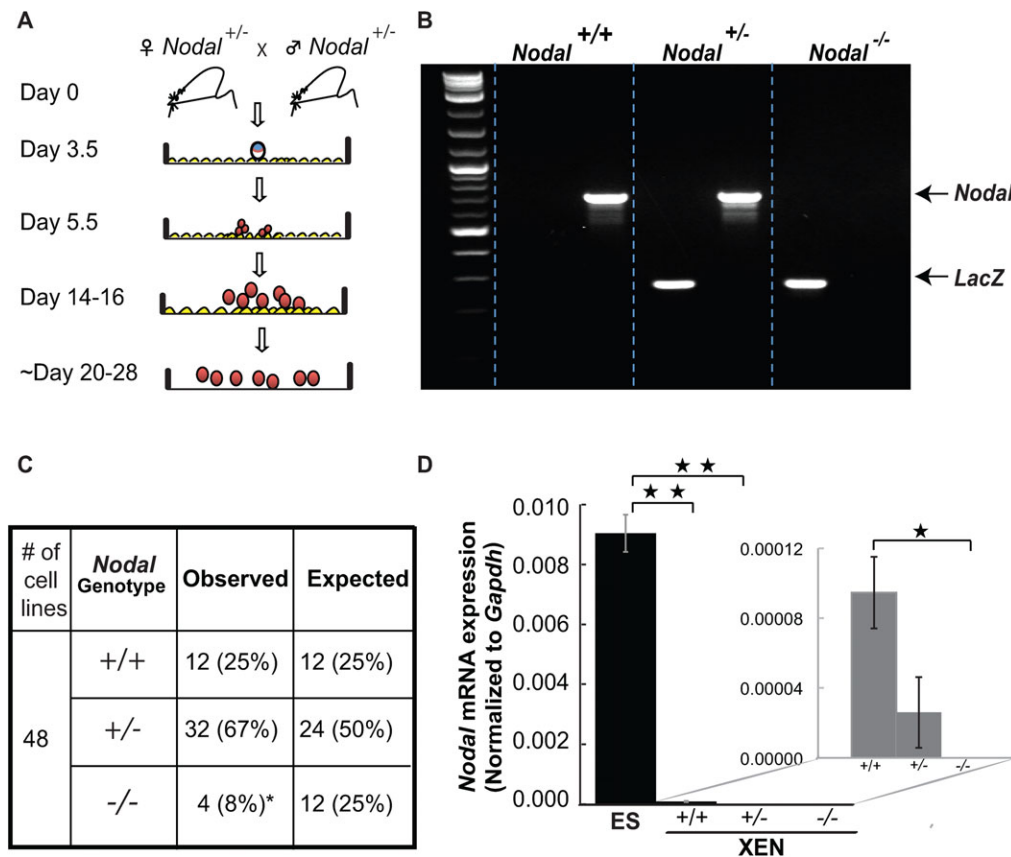 A
♀ Nodal+/- x ♂ Nodal+/-
Day 0
Day 3.5
Day 5.5
Day 14-16
~Day 20-28
B
Nodal+/+ Nodal+/- Nodal-/-
Nodal
LacZ
C
# of cell lines Nodal Genotype Observed Expected
48
+/+ 12 (25%) 12 (25%)
+/- 32 (67%) 24 (50%)
-/- 4 (8%)* 12 (25%)
D
Nodal mRNA expression
(Normalized to Gapdh)
0.010
0.008
0.006
0.004
0.002
0.000
★ ★
★ ★
ES +/+ +/- -/-
XEN
★
0.00012
0.00008
0.00004
0.00000
+/+ +/- -/-